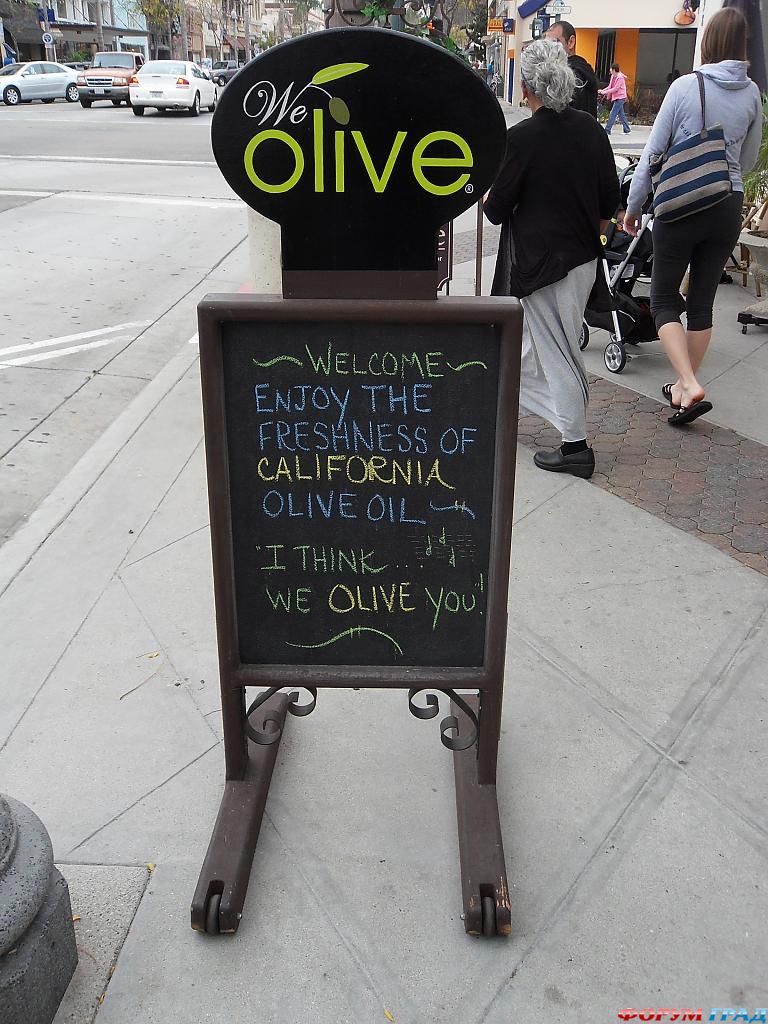 We
olive®
~WELCOME~
ENJOY THE
FRESHNESS OF
CALIFORNIA
OLIVE OIL
"I THINK...
WE OLIVE YOU"!
ФОРУМ ГРАД